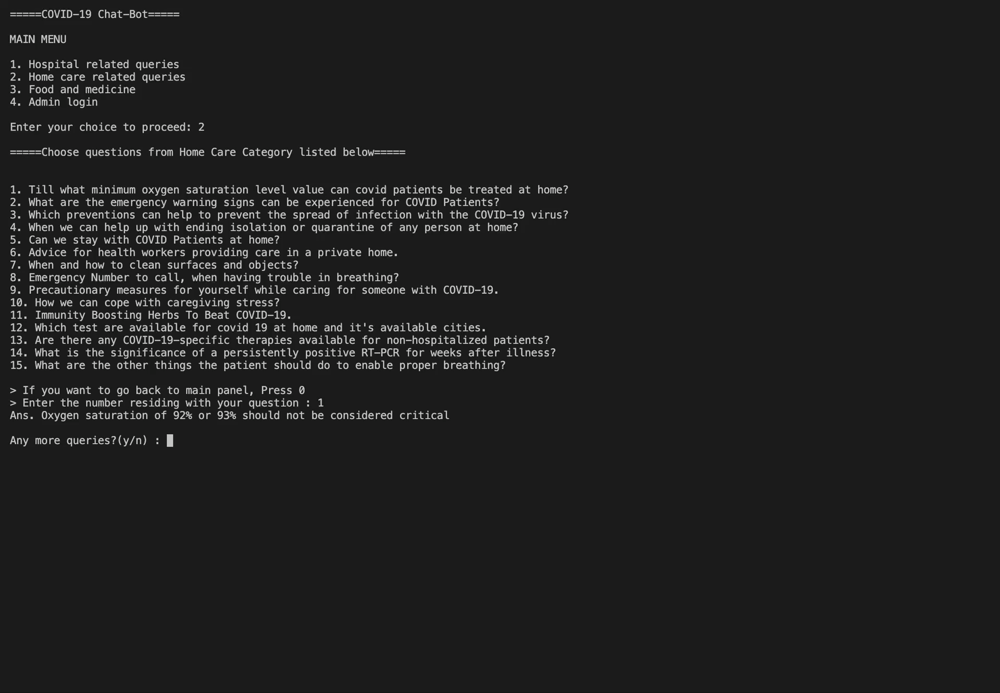 =====COVID-19 Chat-Bot=====
MAIN MENU
1. Hospital related queries
2. Home care related queries
3. Food and medicine
4. Admin login
Enter your choice to proceed: 2
=====Choose questions from Home Care Category listed below=====
1. Till what minimum oxygen saturation level value can covid patients be treated at home?
2. What are the emergency warning signs can be experienced for COVID Patients?
3. Which preventions can help to prevent the spread of infection with the COVID-19 virus?
4. When we can help up with ending isolation or quarantine of any person at home?
5. Can we stay with COVID Patients at home?
6. Advice for health workers providing care in a private home.
7. When and how to clean surfaces and objects?
8. Emergency Number to call, when having trouble in breathing?
9. Precautionary measures for yourself while caring for someone with COVID-19.
10. How we can cope with caregiving stress?
11. Immunity Boosting Herbs To Beat COVID-19.
12. Which test are available for covid 19 at home and it's available cities.
13. Are there any COVID-19-specific therapies available for non-hospitalized patients?
14. What is the significance of a persistently positive RT-PCR for weeks after illness?
15. What are the other things the patient should do to enable proper breathing?
> If you want to go back to main panel, Press 0
> Enter the number residing with your question : 1
Ans. Oxygen saturation of 92% or 93% should not be considered critical
Any more queries?(y/n) :